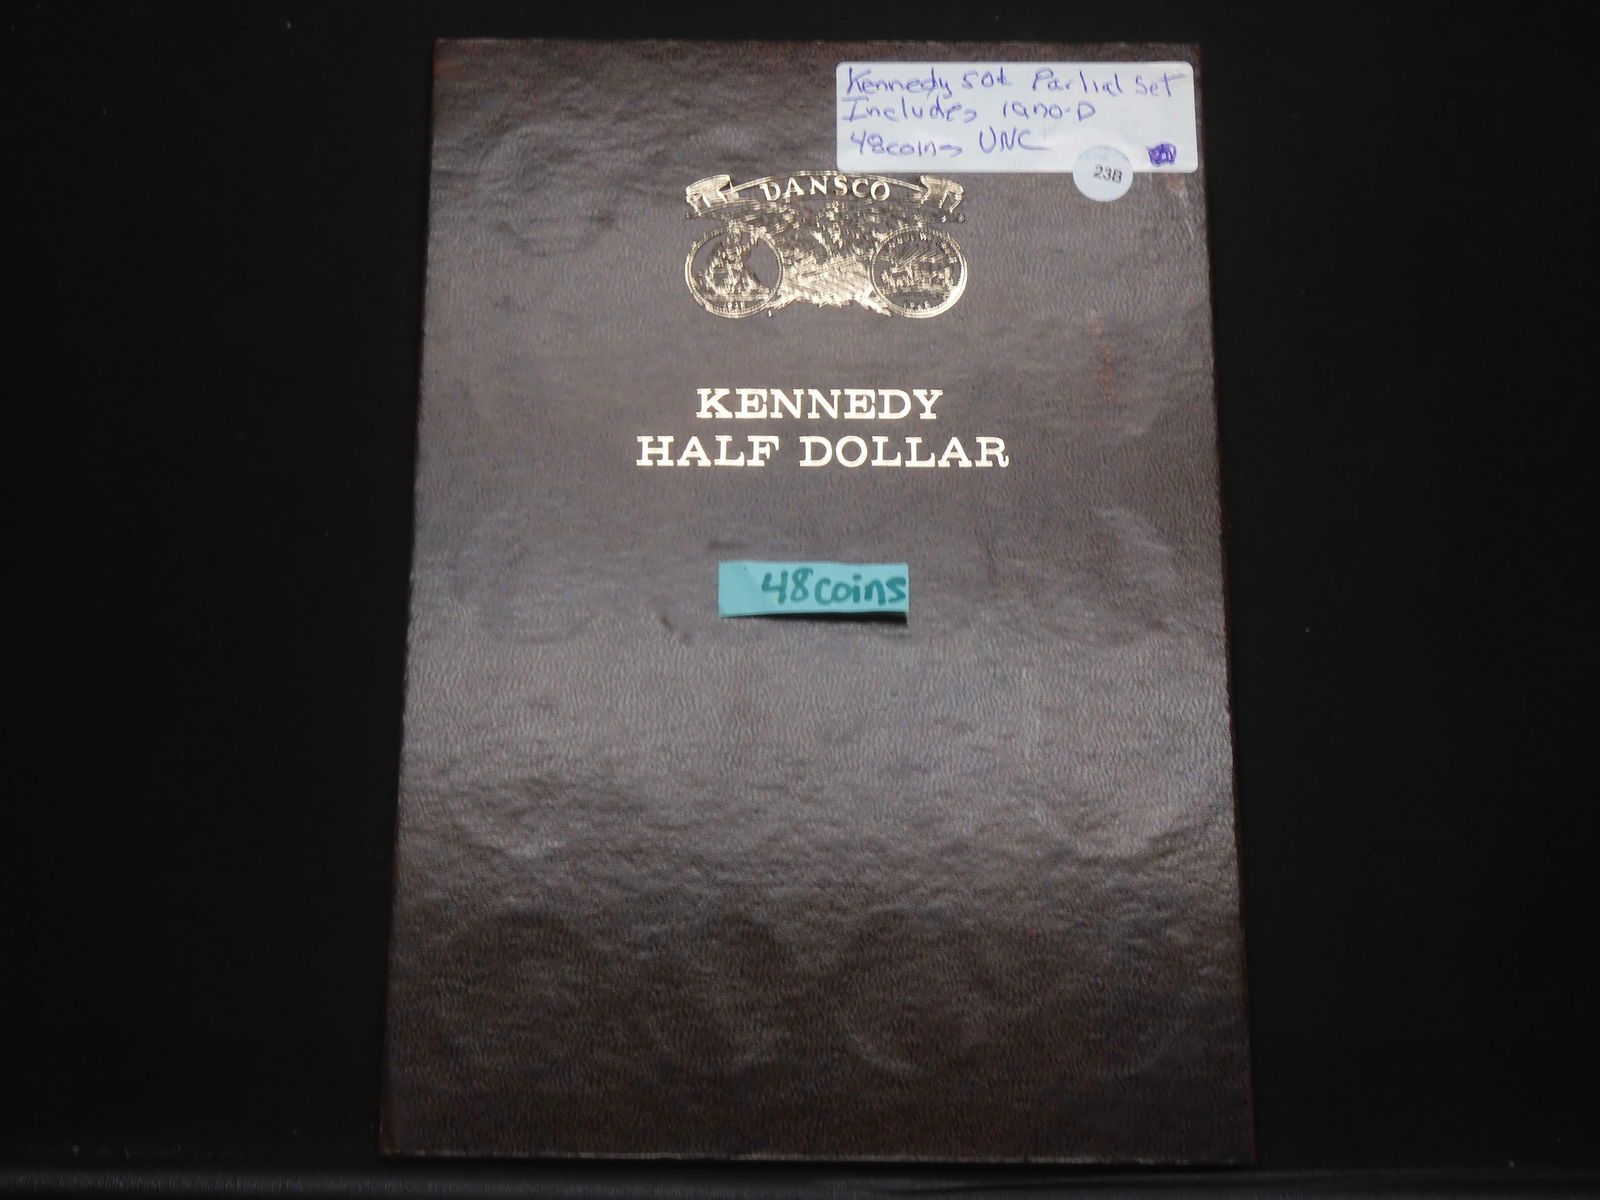 Kennedy 50¢ Partial Set
Includes 1970-D
48coins UNC
23B
DANSCO
KENNEDY
HALF DOLLAR
48coins